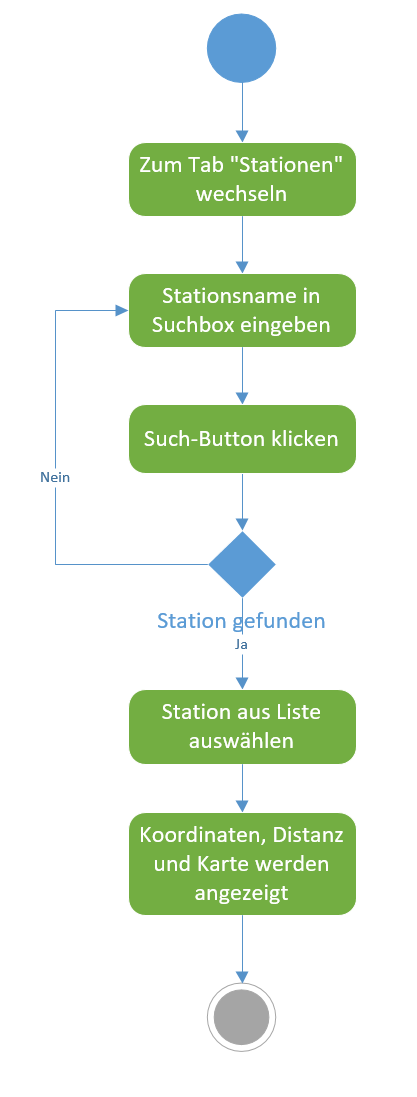 Zum Tab "Stationen"
wechseln
Stationsname in
Suchbox eingeben
Such-Button klicken
Nein
Station gefunden
Ja
Station aus Liste
auswählen
Koordinaten, Distanz
und Karte werden
angezeigt